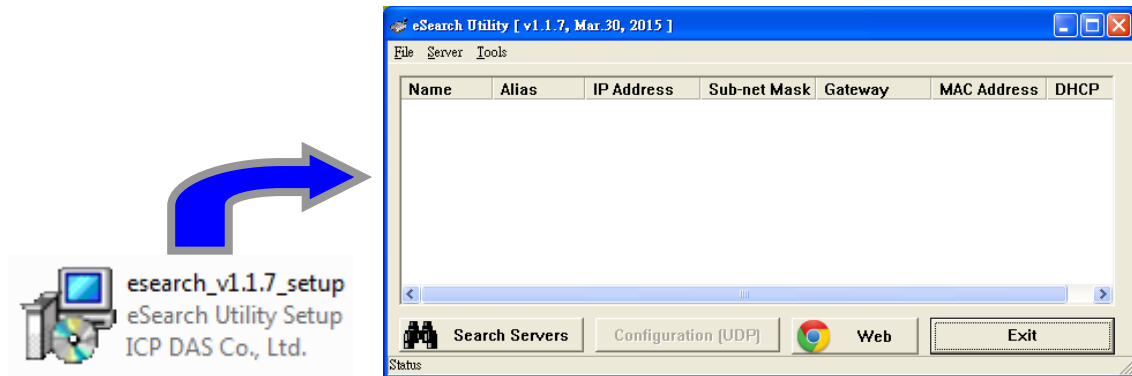 eSearch Utility [ v1.1.7, Mar.30, 2015 ]
File Server Tools
Name Alias IP Address Sub-net Mask Gateway MAC Address DHCP
esearch_v1.1.7_setup
eSearch Utility Setup
ICP DAS Co., Ltd.
Search Servers Configuration (UDP) Web Exit
Status